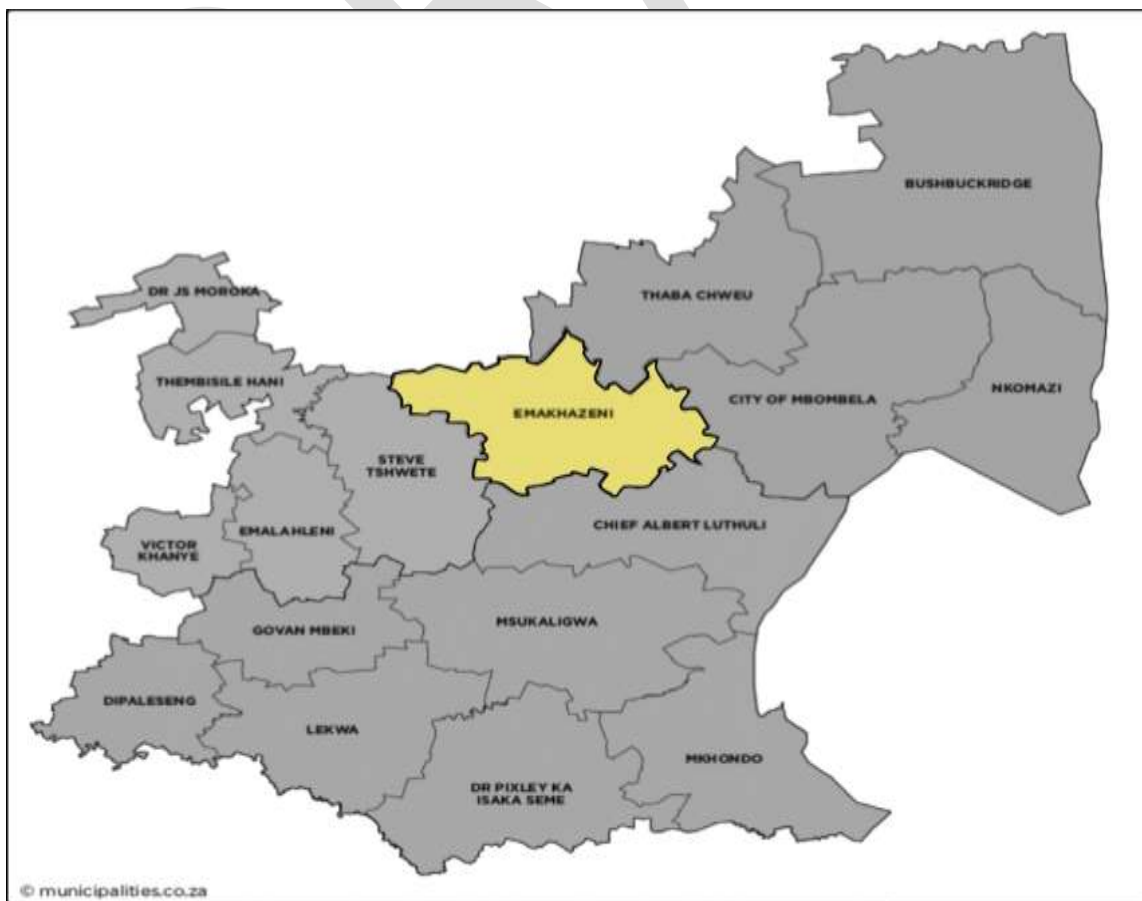 BUSHBUCKRIDGE
DR JS MOROKA
THABA CHWEU
THEMBISILE HANI
NKOMAZI
CITY OF MBOMBELA
EMAKHAZENI
STEVE
TSHWETE
CHIEF ALBERT LUTHULI
EMALAHLENI
VICTOR
KHANYE
MSUKALIGWA
GOVAN MBEKI
DIPALESENG
LEKWA
MKHONDO
DR PIXLEY KA
ISAKA SEME
© municipalities.co.za